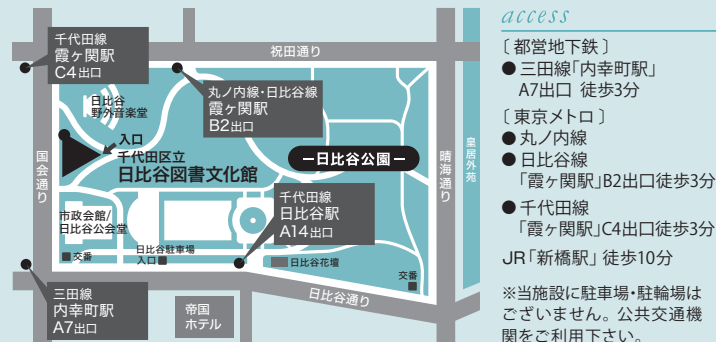 千代田線
霞ヶ関駅
C4出口
祝田通り
丸ノ内線・日比谷線
霞ヶ関駅
B2出口
日比谷
野外音楽堂
入口
千代田区立
日比谷図書文化館
日比谷公園
国会通り
晴海通り
皇居外苑
千代田線
日比谷駅
A14出口
市政会館/
日比谷公会堂
交番
日比谷駐車場
入口
日比谷花壇
交番
日比谷通り
三田線
内幸町駅
A7出口
帝国
ホテル
access
〔都営地下鉄〕
●三田線「内幸町駅」
A7出口 徒歩3分
〔東京メトロ〕
●丸ノ内線
●日比谷線
「霞ヶ関駅」B2出口徒歩3分
●千代田線
「霞ヶ関駅」C4出口徒歩3分
JR「新橋駅」徒歩10分
※当施設に駐車場・駐輪場は
ございません。公共交通機
関をご利用下さい。